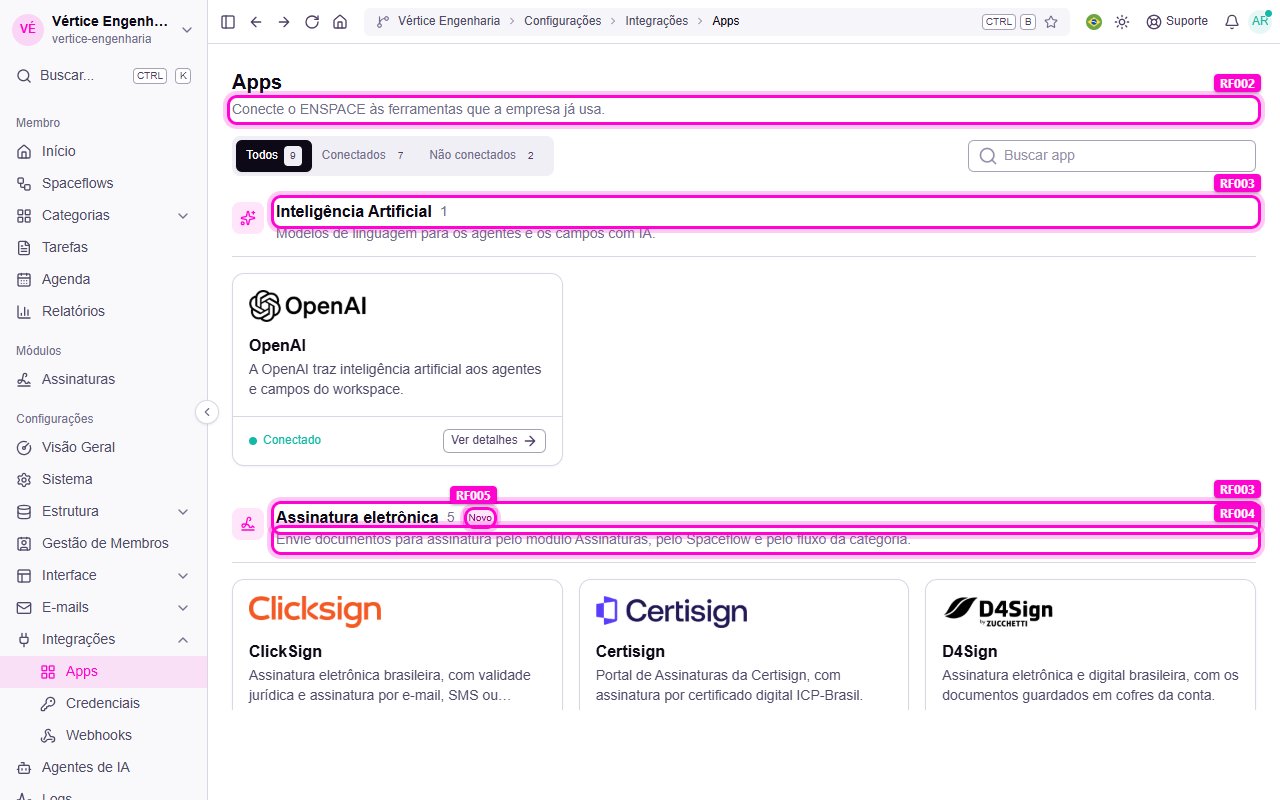 VÉ
Vértice Engenh...
vertice-engenharia
Vértice Engenharia > Configurações > Integrações > Apps
CTRL B
Suporte
AR
Buscar...
CTRL K
Membro
Início
Spaceflows
Categorias
Tarefas
Agenda
Relatórios
Módulos
Assinaturas
Configurações
Visão Geral
Sistema
Estrutura
Gestão de Membros
Interface
E-mails
Integrações
Apps
Credenciais
Webhooks
Agentes de IA
Logs
Apps
RF002
Conecte o ENSPACE às ferramentas que a empresa já usa.
Todos 9
Conectados 7
Não conectados 2
Buscar app
RF003
Inteligência Artificial 1
Modelos de linguagem para os agentes e os campos com IA.
OpenAI
OpenAI
A OpenAI traz inteligência artificial aos agentes
e campos do workspace.
Conectado
Ver detalhes
RF005
RF003
Assinatura eletrônica 5 Novo
RF004
Envie documentos para assinatura pelo módulo Assinaturas, pelo Spaceflow e pelo fluxo da categoria.
Clicksign
ClickSign
Assinatura eletrônica brasileira, com validade
jurídica e assinatura por e-mail, SMS ou...
Certisign
Certisign
Portal de Assinaturas da Certisign, com
assinatura por certificado digital ICP-Brasil.
D4Sign
by ZUCCHETTI
D4Sign
Assinatura eletrônica e digital brasileira, com os
documentos guardados em cofres da conta.